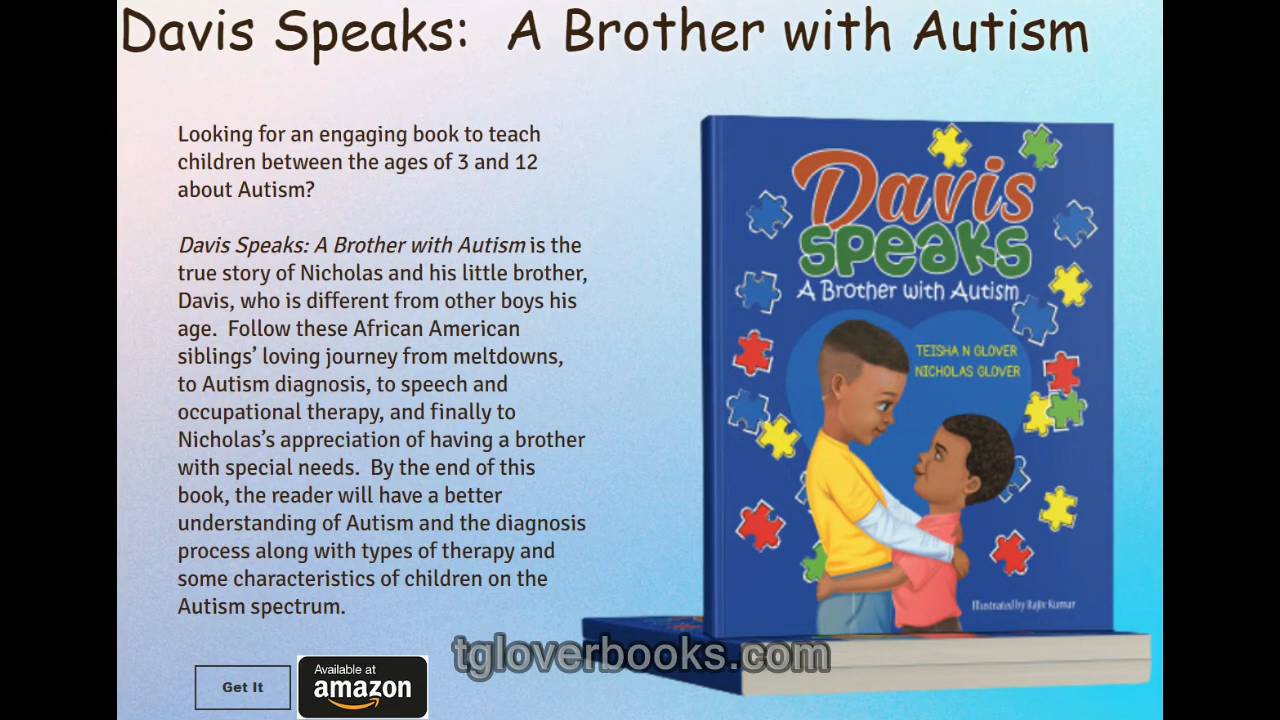 Davis Speaks: A Brother with Autism
Looking for an engaging book to teach
children between the ages of 3 and 12
about Autism?
Davis Speaks: A Brother with Autism is the
true story of Nicholas and his little brother,
Davis, who is different from other boys his
age. Follow these African American
siblings’ loving journey from meltdowns,
to Autism diagnosis, to speech and
occupational therapy, and finally to
Nicholas’s appreciation of having a brother
with special needs. By the end of this
book, the reader will have a better
understanding of Autism and the diagnosis
process along with types of therapy and
some characteristics of children on the
Autism spectrum.
Get It
Available at
amazon
Davis
speaks
A Brother with Autism
TEISHA N GLOVER
NICHOLAS GLOVER
Illustrated by Rajiv Kumar
tgloverbooks.com